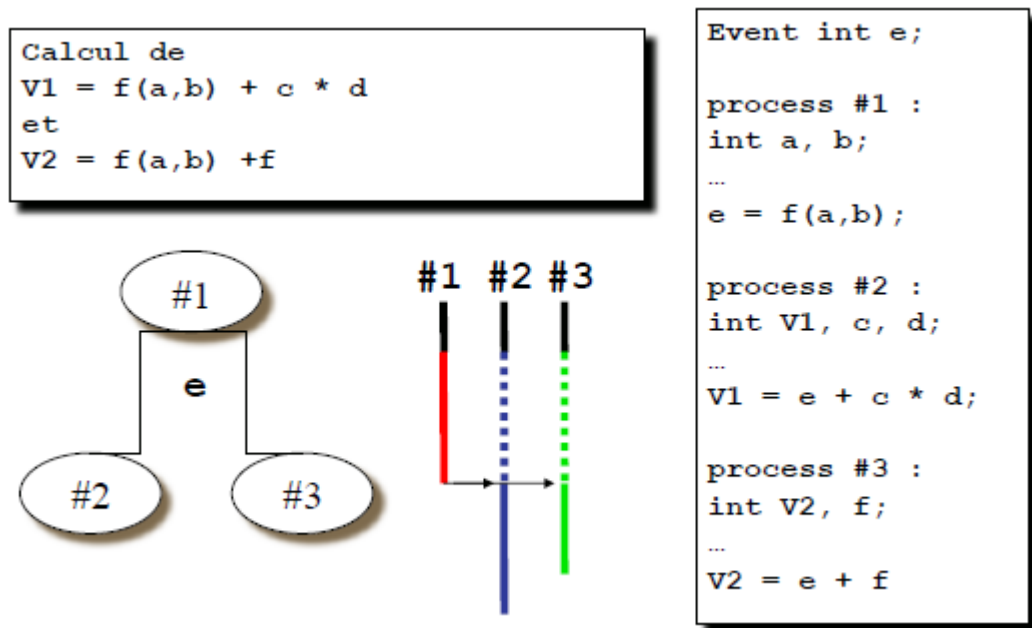 Calcul de
V1 = f(a,b) + c * d
et
V2 = f(a,b) +f
#1
e
#2
#3
#1 #2 #3
Event int e;
process #1 :
int a, b;
…
e = f(a,b);
process #2 :
int V1, c, d;
…
V1 = e + c * d;
process #3 :
int V2, f;
…
V2 = e + f